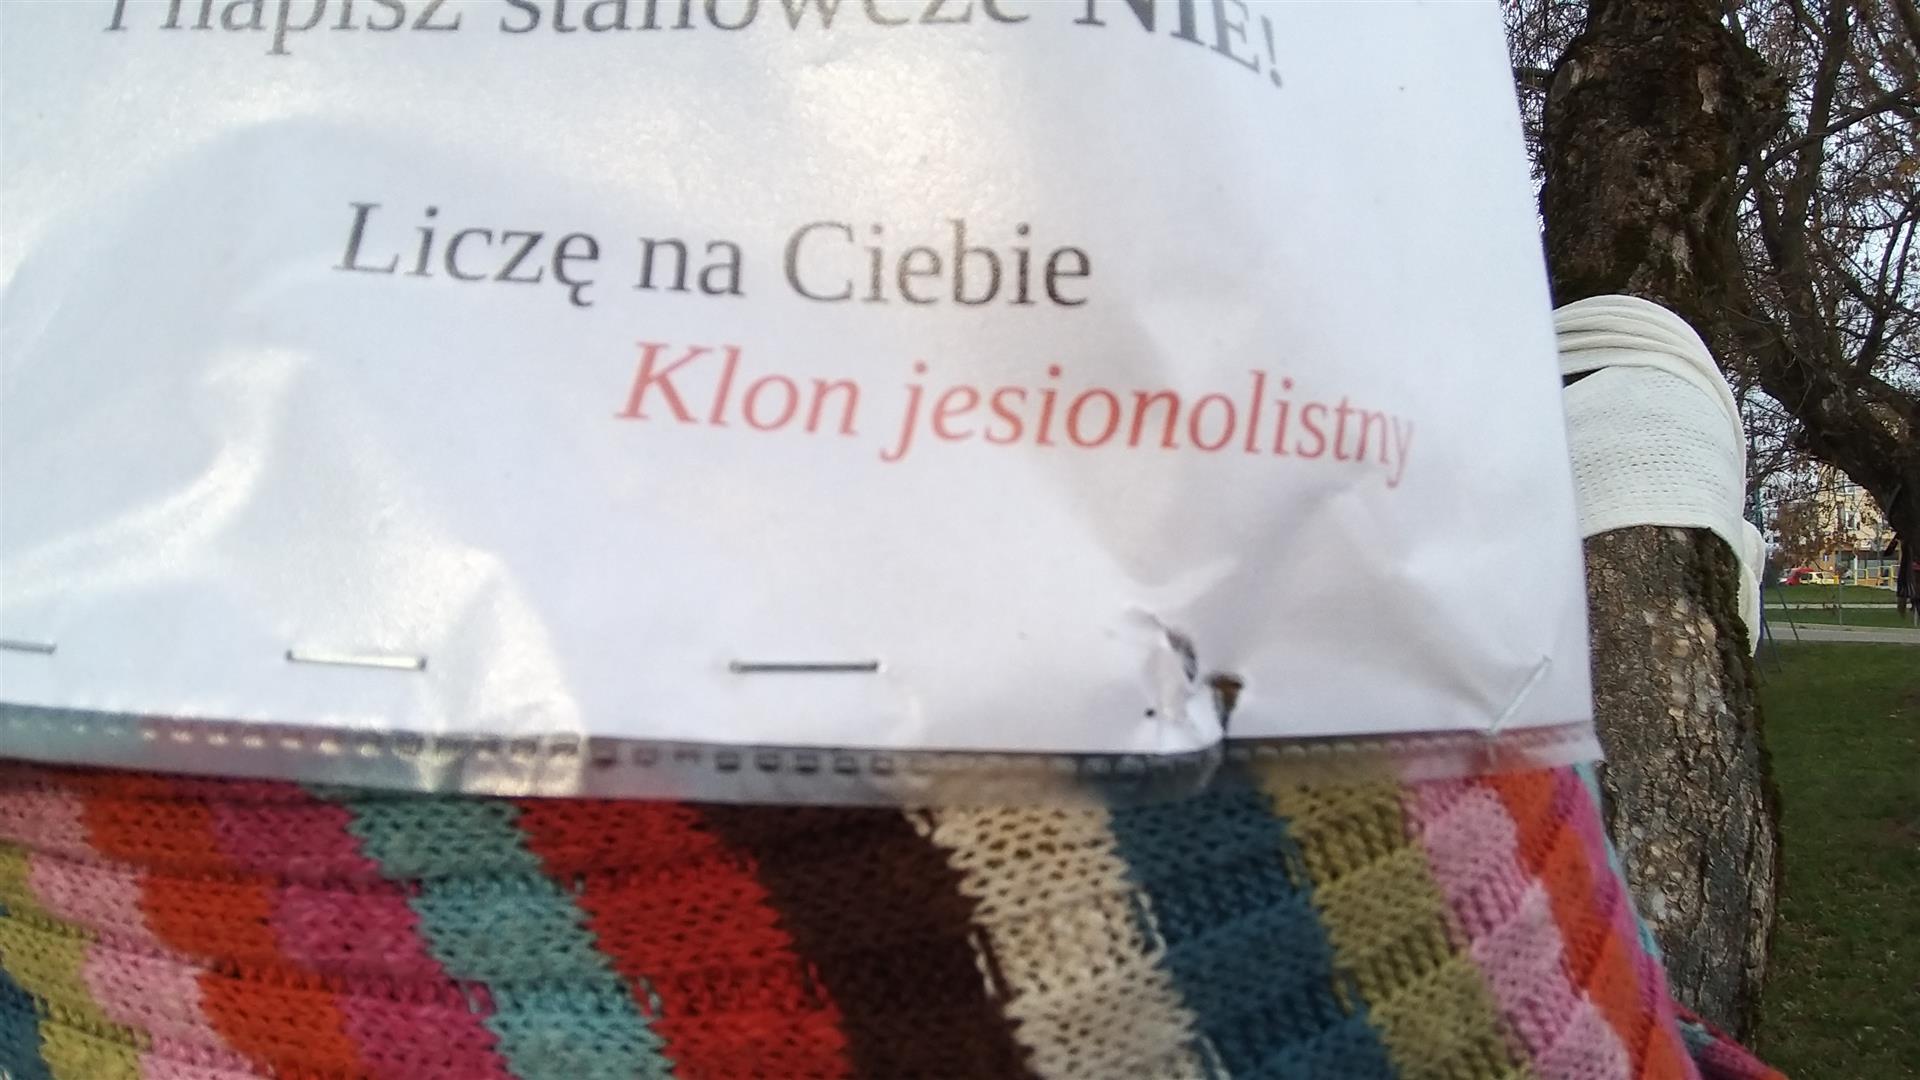 i napisz stanowcze NIE!
Liczę na Ciebie
Klon jesionolistny